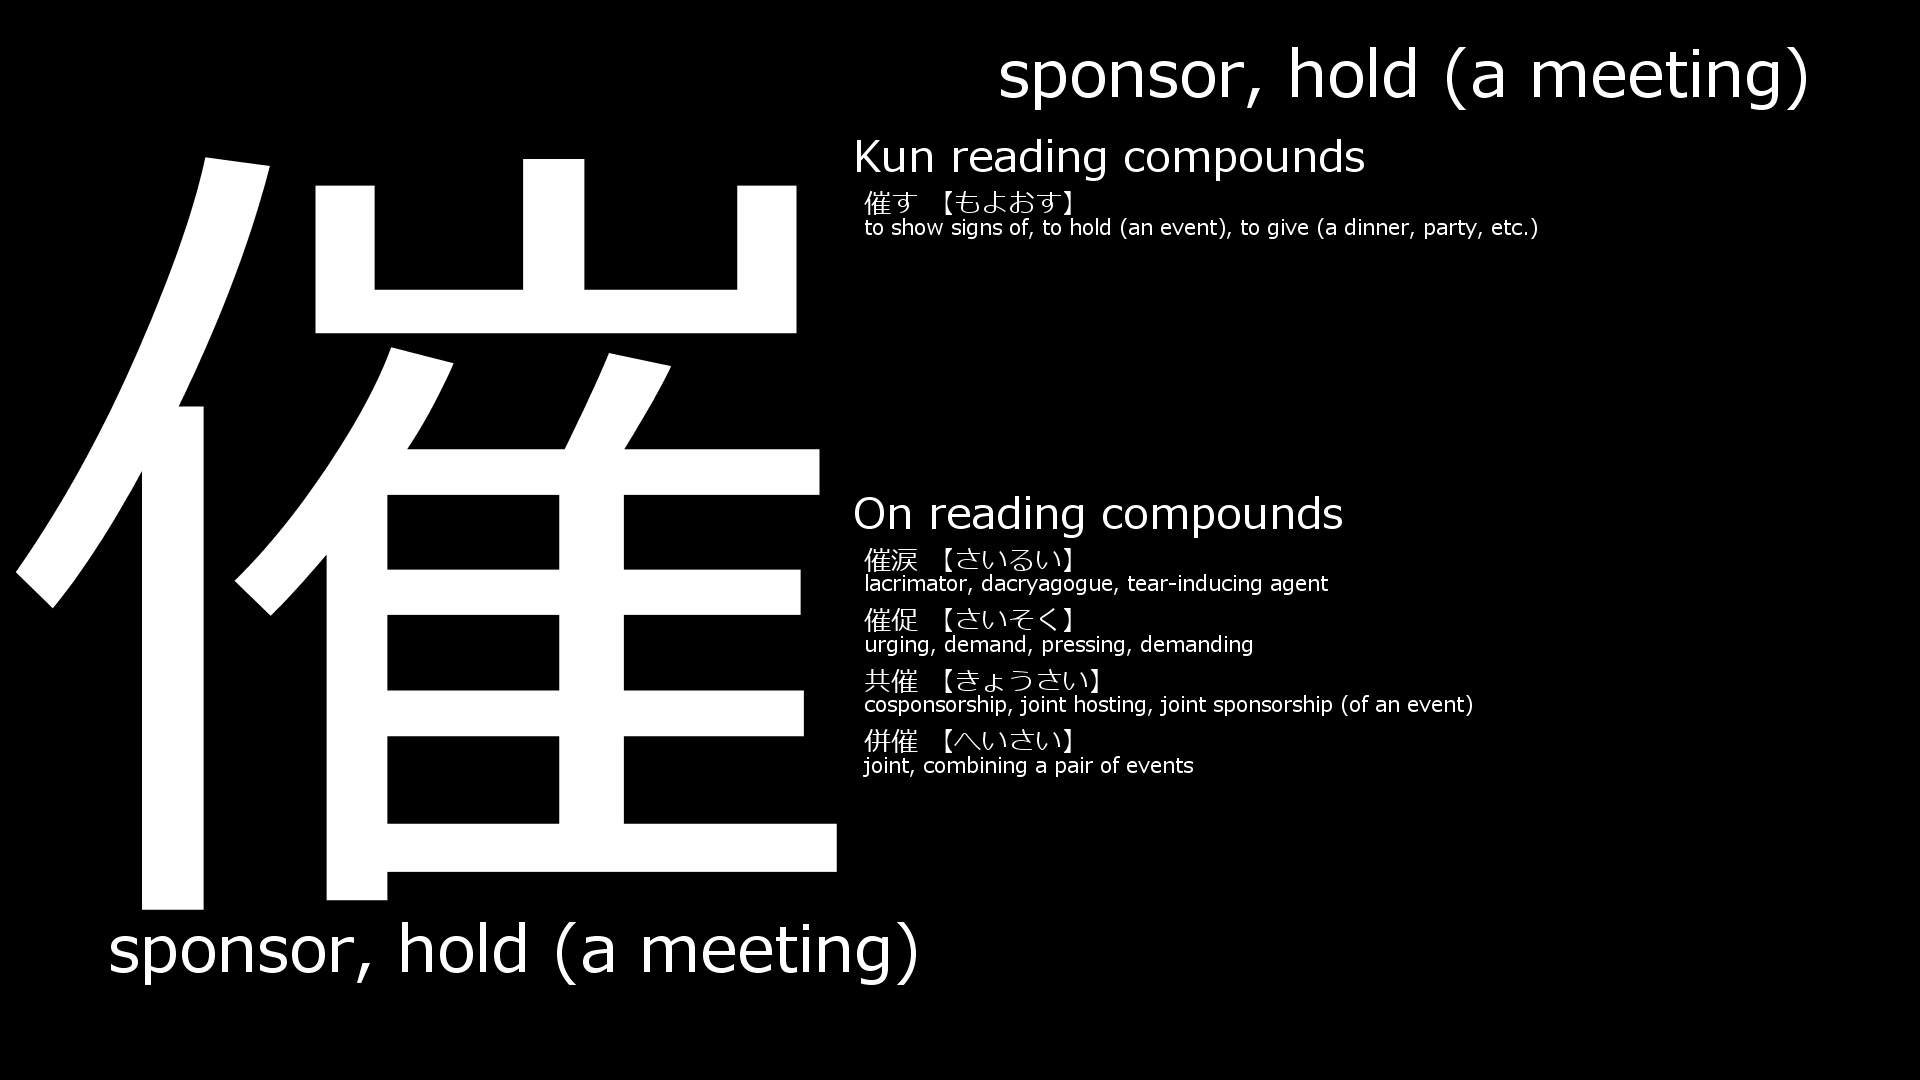 催
sponsor, hold (a meeting)
sponsor, hold (a meeting)
Kun reading compounds
催す 【もよおす】
to show signs of, to hold (an event), to give (a dinner, party, etc.)
On reading compounds
催涙 【さいるい】
lacrimator, dacryagogue, tear-inducing agent
催促 【さいそく】
urging, demand, pressing, demanding
共催 【きょうさい】
cosponsorship, joint hosting, joint sponsorship (of an event)
併催 【へいさい】
joint, combining a pair of events